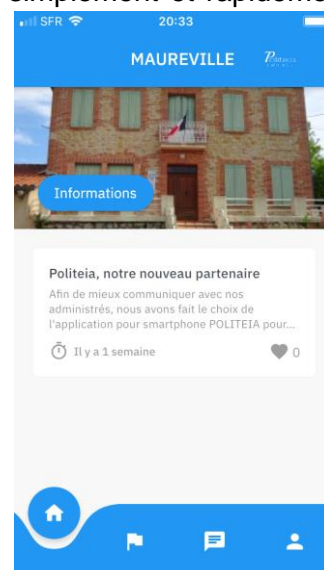 Simplement et rapideme
SFR 20:33
MAUREVILLE Politeia
Informations
Politeia, notre nouveau partenaire
Afin de mieux communiquer avec nos
administrés, nous avons fait le choix de
l'application pour smartphone POLITEIA pour...
Il y a 1 semaine 0